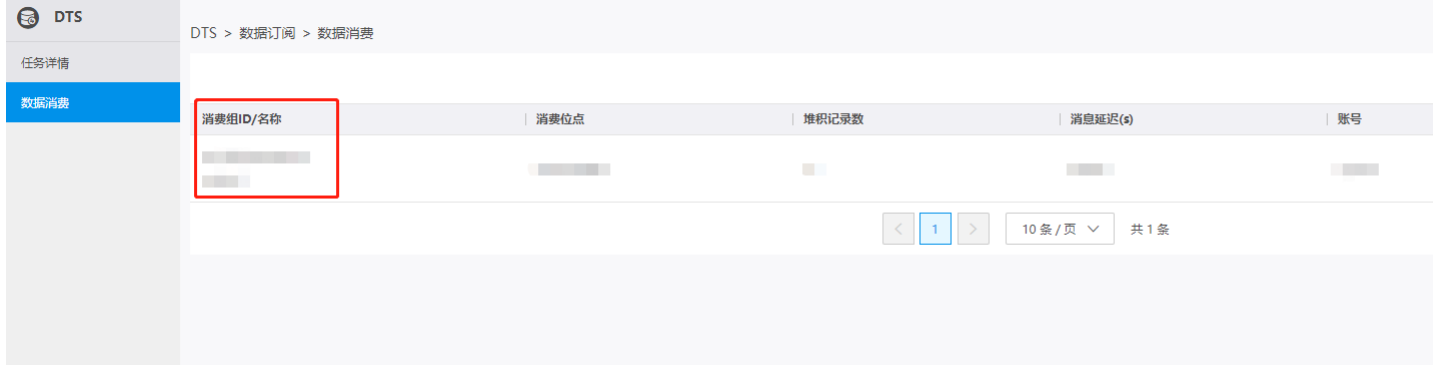 DTS
DTS > 数据订阅 > 数据消费
任务详情
数据消费
消费组ID/名称 消费位点 堆积记录数 消息延迟(s) 账号
< 1 > 10 条 / 页 共 1 条